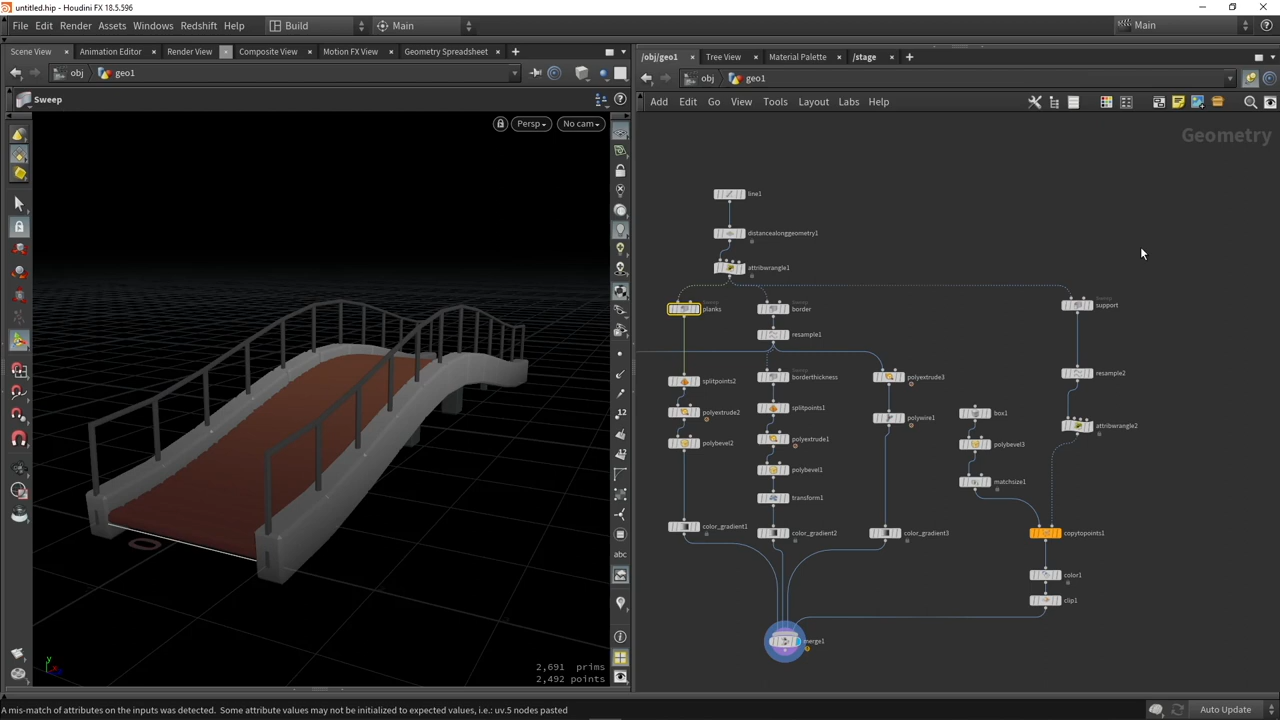 untitled.hip - Houdini FX 18.5.596
File Edit Render Assets Windows Redshift Help Build Main Main
Scene View Animation Editor Render View Composite View Motion FX View Geometry Spreadsheet
obj geo1
Sweep
Persp No cam
abc
y
x
2,691 prims
2,492 points
/obj/geo1 Tree View Material Palette /stage
obj geo1
Add Edit Go View Tools Layout Labs Help
Geometry
line1
distancealonggeometry1
attribwrangle1
Sweep Sweep Sweep
planks border support
resample1
Sweep
splitpoints2 borderthickness polyextrude3 resample2
polyextrude2 splitpoints1 polywire1 box1 attribwrangle2
polybevel2 polyextrude1 polybevel3
polybevel1 matchsize1
transform1
color_gradient1 color_gradient2 color_gradient3 copytopoints1
color1
clip1
merge1
A mis-match of attributes on the inputs was detected. Some attribute values may not be initialized to expected values, i.e.: uv.5 nodes pasted
Auto Update